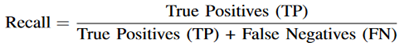 Recall = True Positives (TP) / True Positives (TP) + False Negatives (FN)